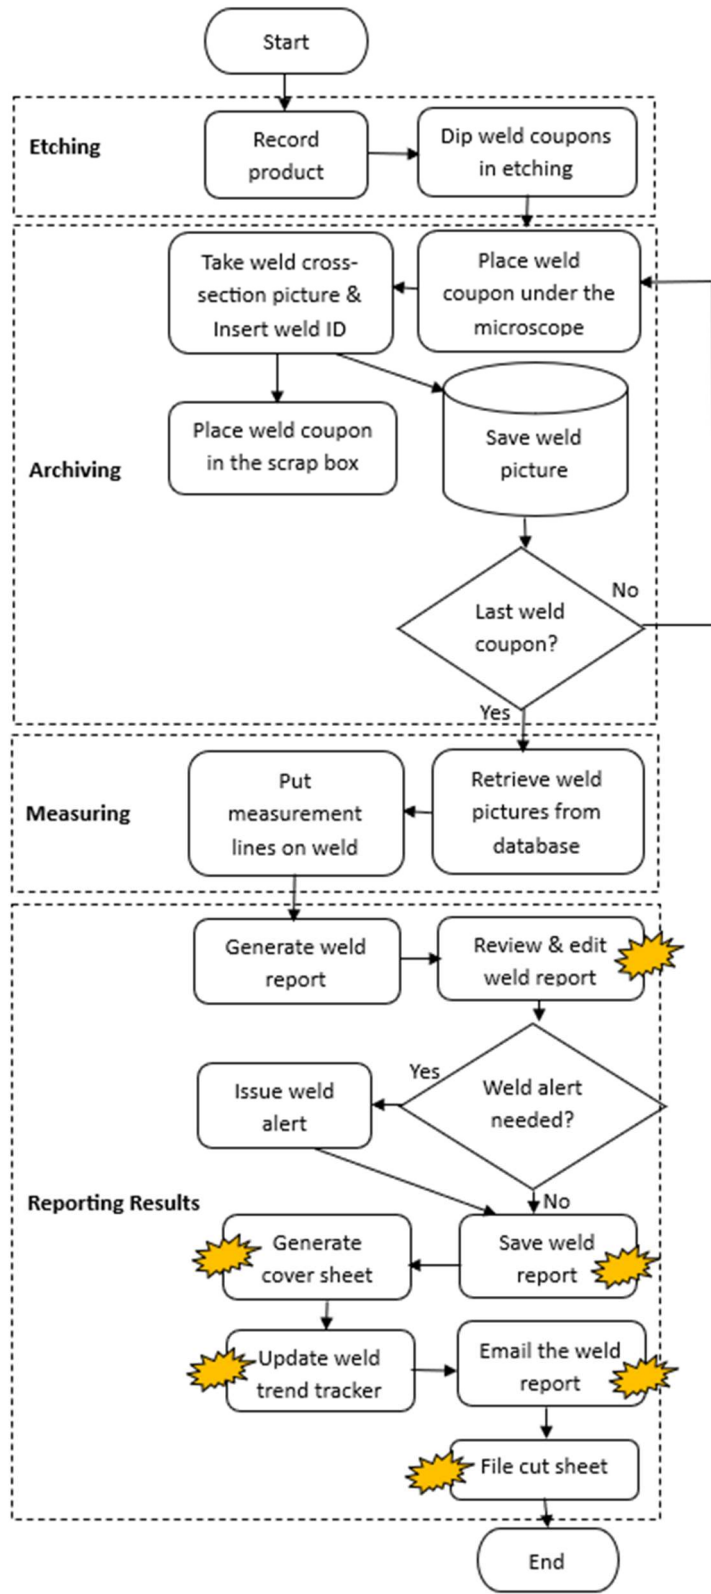 Start
Etching
Record
product
Dip weld coupons
in etching
Take weld cross-
section picture &
Insert weld ID
Place weld
coupon under the
microscope
Archiving
Place weld coupon
in the scrap box
Save weld
picture
No
Last weld
coupon?
Yes
Measuring
Put
measurement
lines on weld
Retrieve weld
pictures from
database
Generate weld
report
Review & edit
weld report
Yes
Issue weld
alert
Weld alert
needed?
No
Reporting Results
Generate
cover sheet
Save weld
report
Update weld
trend tracker
Email the weld
report
File cut sheet
End